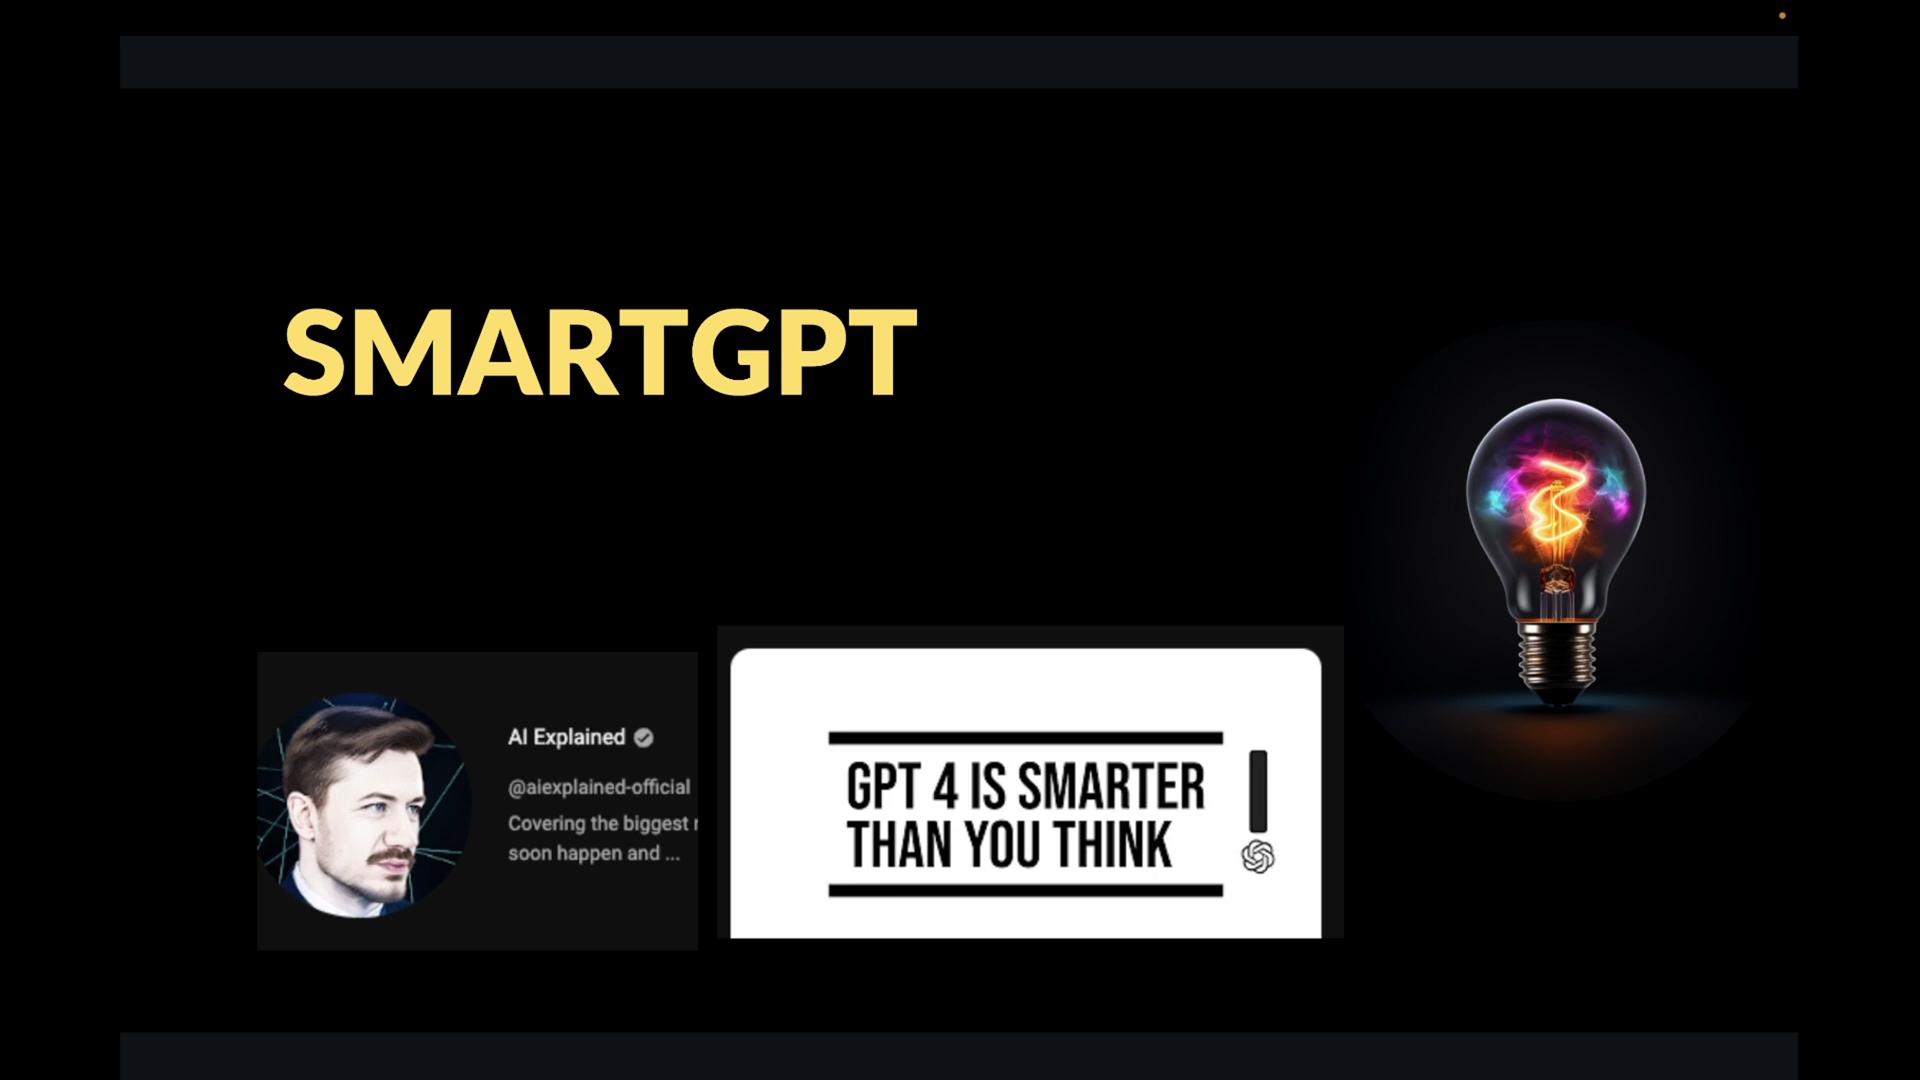 SMARTGPT
AI Explained
@aiexplained-official
Covering the biggest
soon happen and ...
GPT 4 IS SMARTER
THAN YOU THINK
!